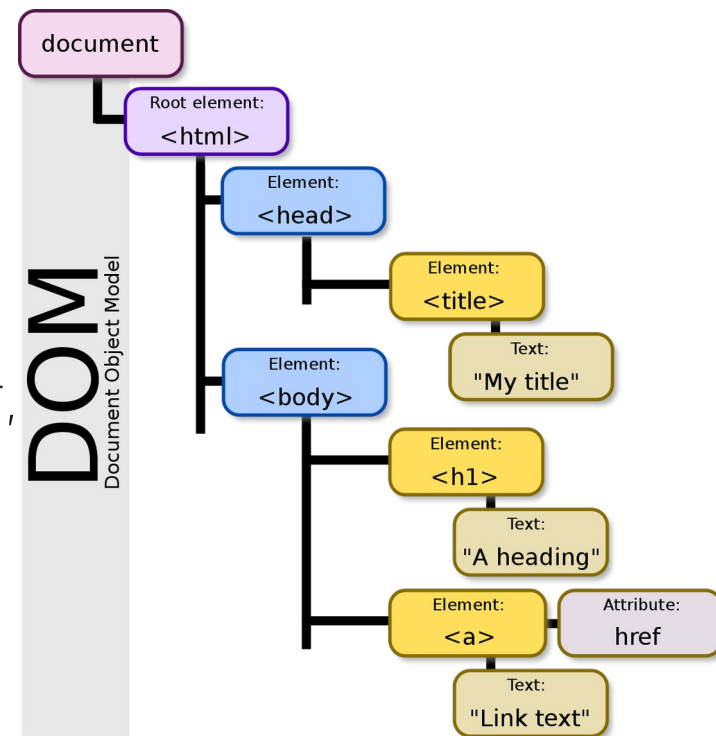 document
Root element:
<html>
Element:
<head>
Element:
<title>
Text:
"My title"
Element:
<body>
Element:
<h1>
Text:
"A heading"
Element:
<a>
Attribute:
href
Text:
"Link text"
DOM
Document Object Model